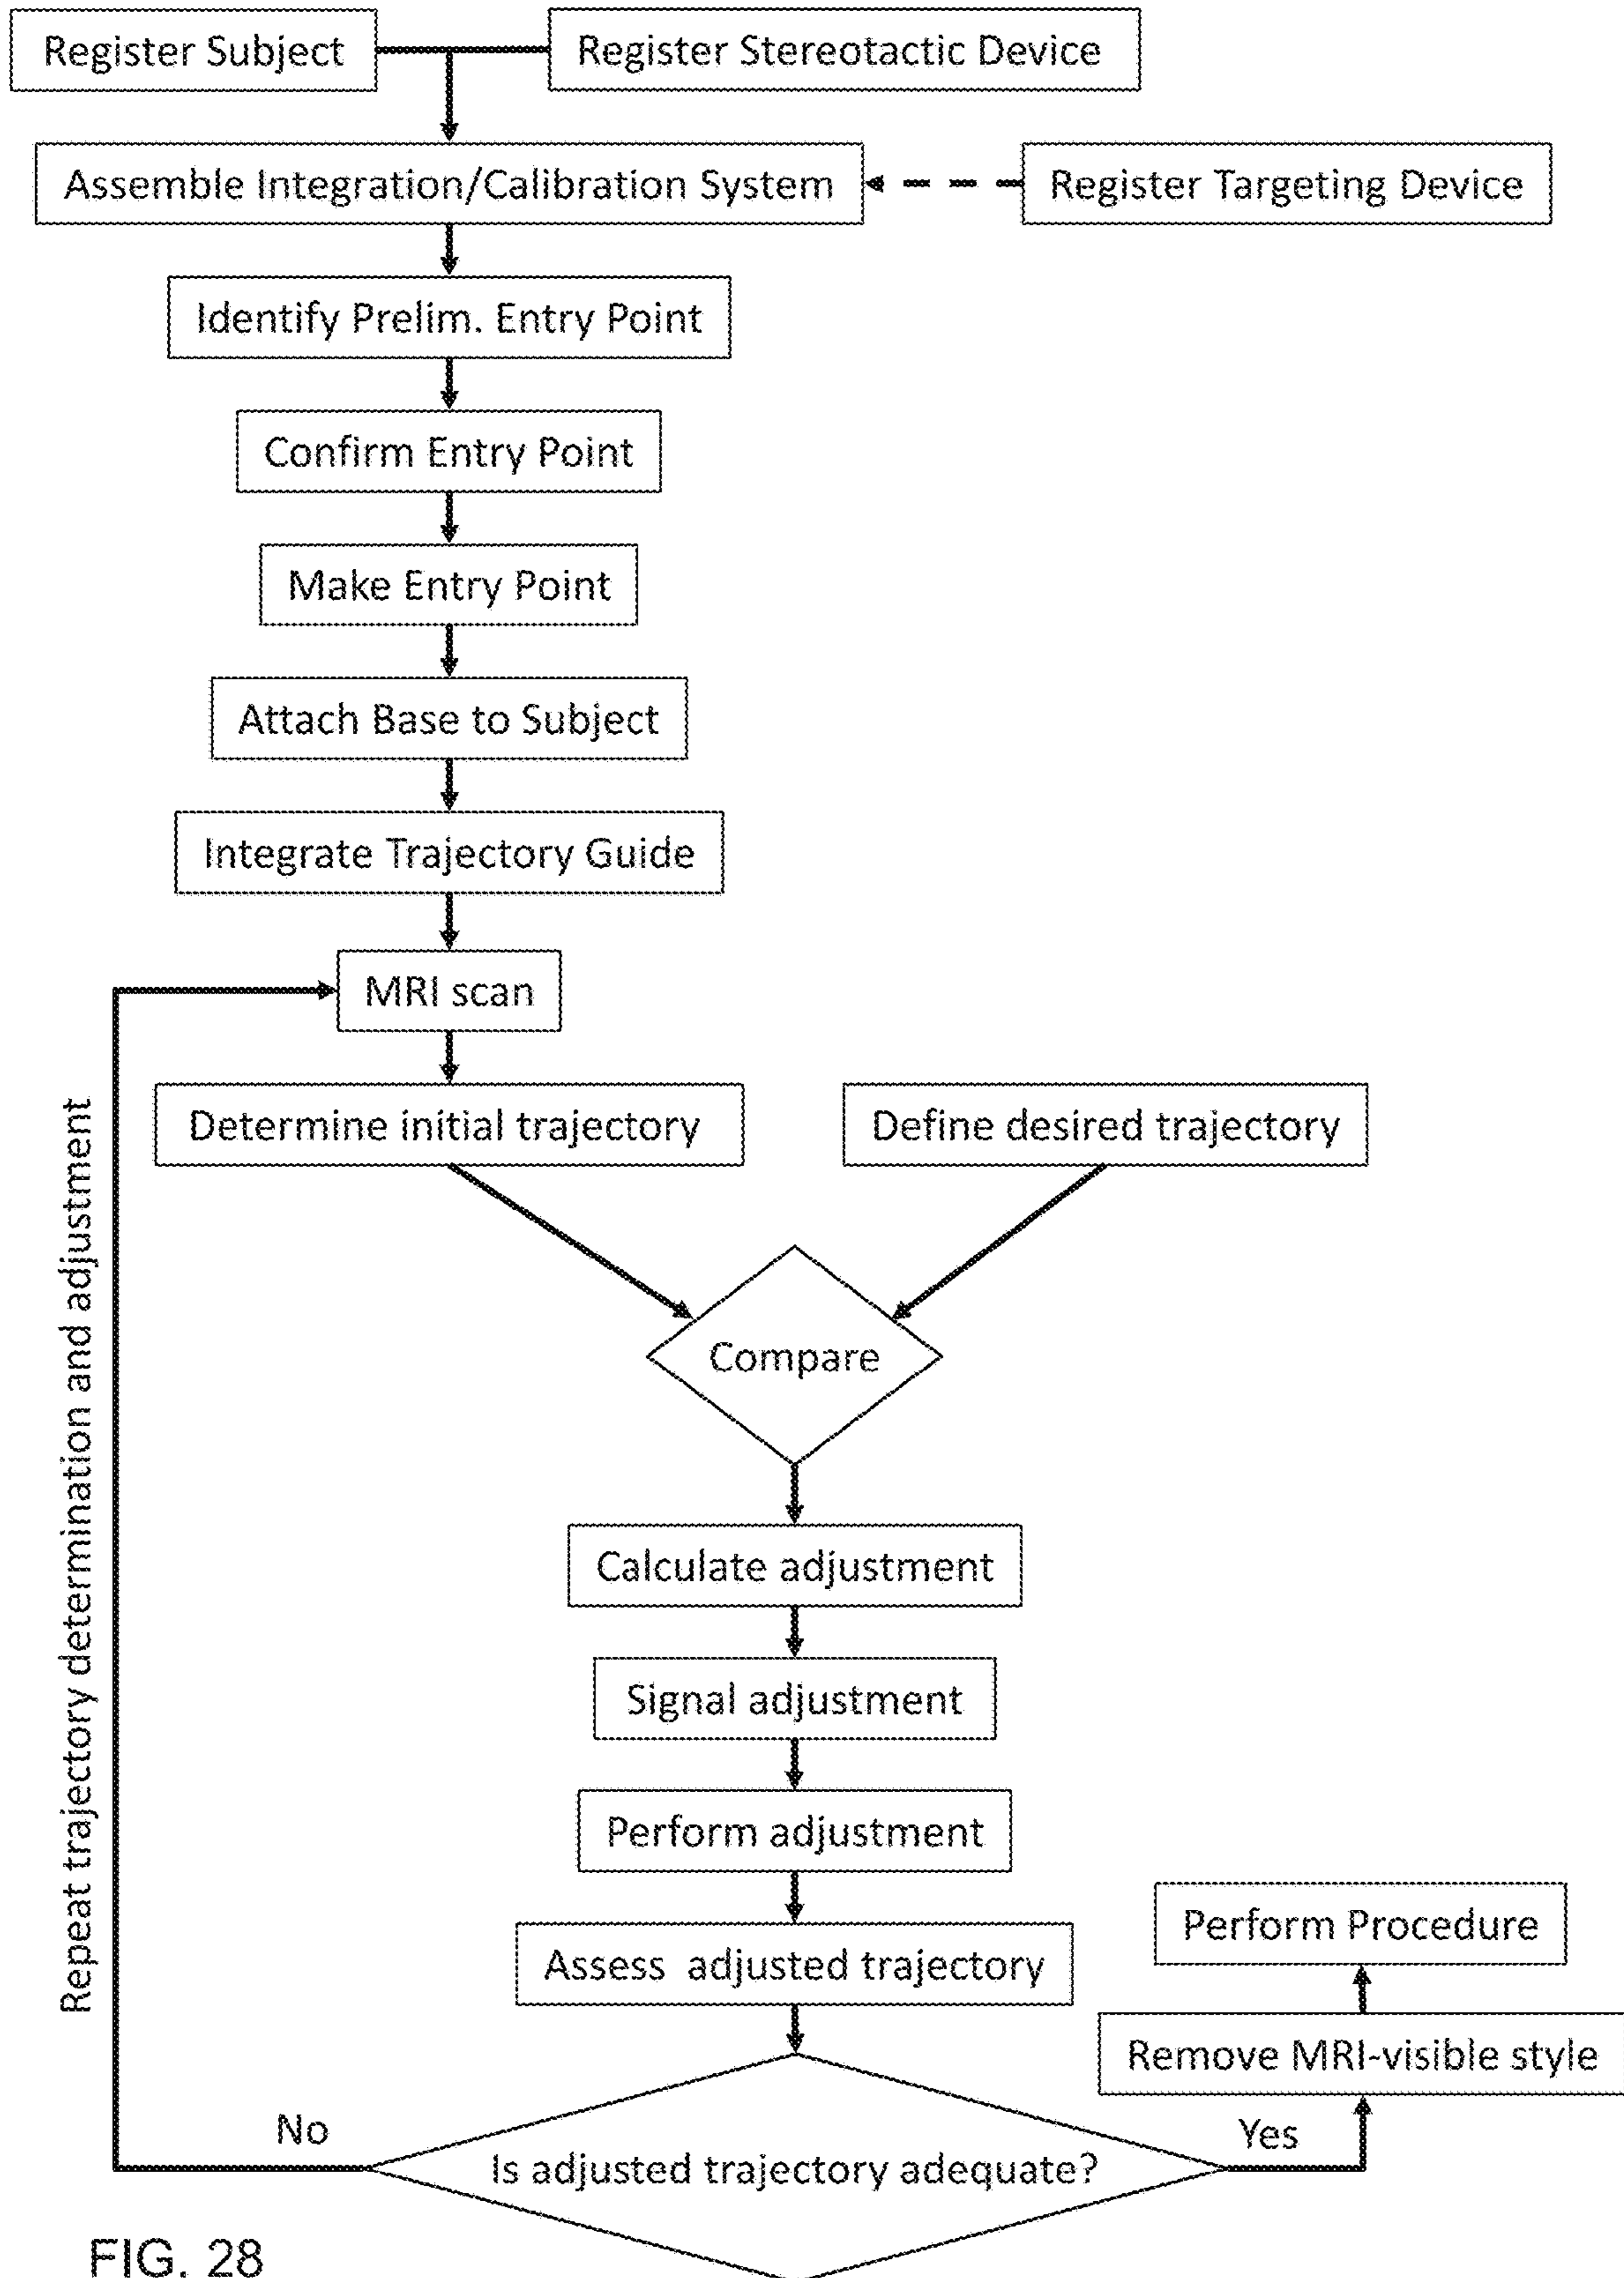 Register Subject
Register Stereotactic Device
Assemble Integration/Calibration System
Register Targeting Device
Identify Prelim. Entry Point
Confirm Entry Point
Make Entry Point
Attach Base to Subject
Integrate Trajectory Guide
MRI scan
Determine initial trajectory
Define desired trajectory
Compare
Calculate adjustment
Signal adjustment
Perform adjustment
Assess adjusted trajectory
Is adjusted trajectory adequate?
No
Repeat trajectory determination and adjustment
Yes
Remove MRI-visible style
Perform Procedure
FIG. 28